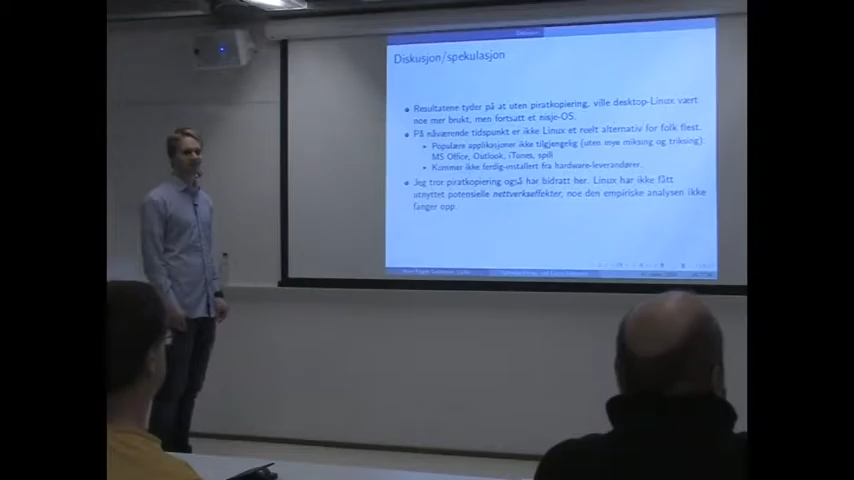 Diskusjon/spekulasjon
Resultatene tyder på at uten piratkopiering, ville desktop-Linux vært
noe mer brukt, men fortsatt et nisje-OS.
På nåværende tidspunkt er ikke Linux et reelt alternativ for folk flest.
Populære applikasjoner ikke tilgjengelig (uten mye miksing og triksing):
MS Office, Outlook, iTunes, spill
Kommer ikke ferdig-installert fra hardware-leverandører.
Jeg tror piratkopiering også har bidratt her. Linux har ikke fått
utnyttet potensielle nettverkseffekter, noe den empiriske analysen ikke
fanger opp.